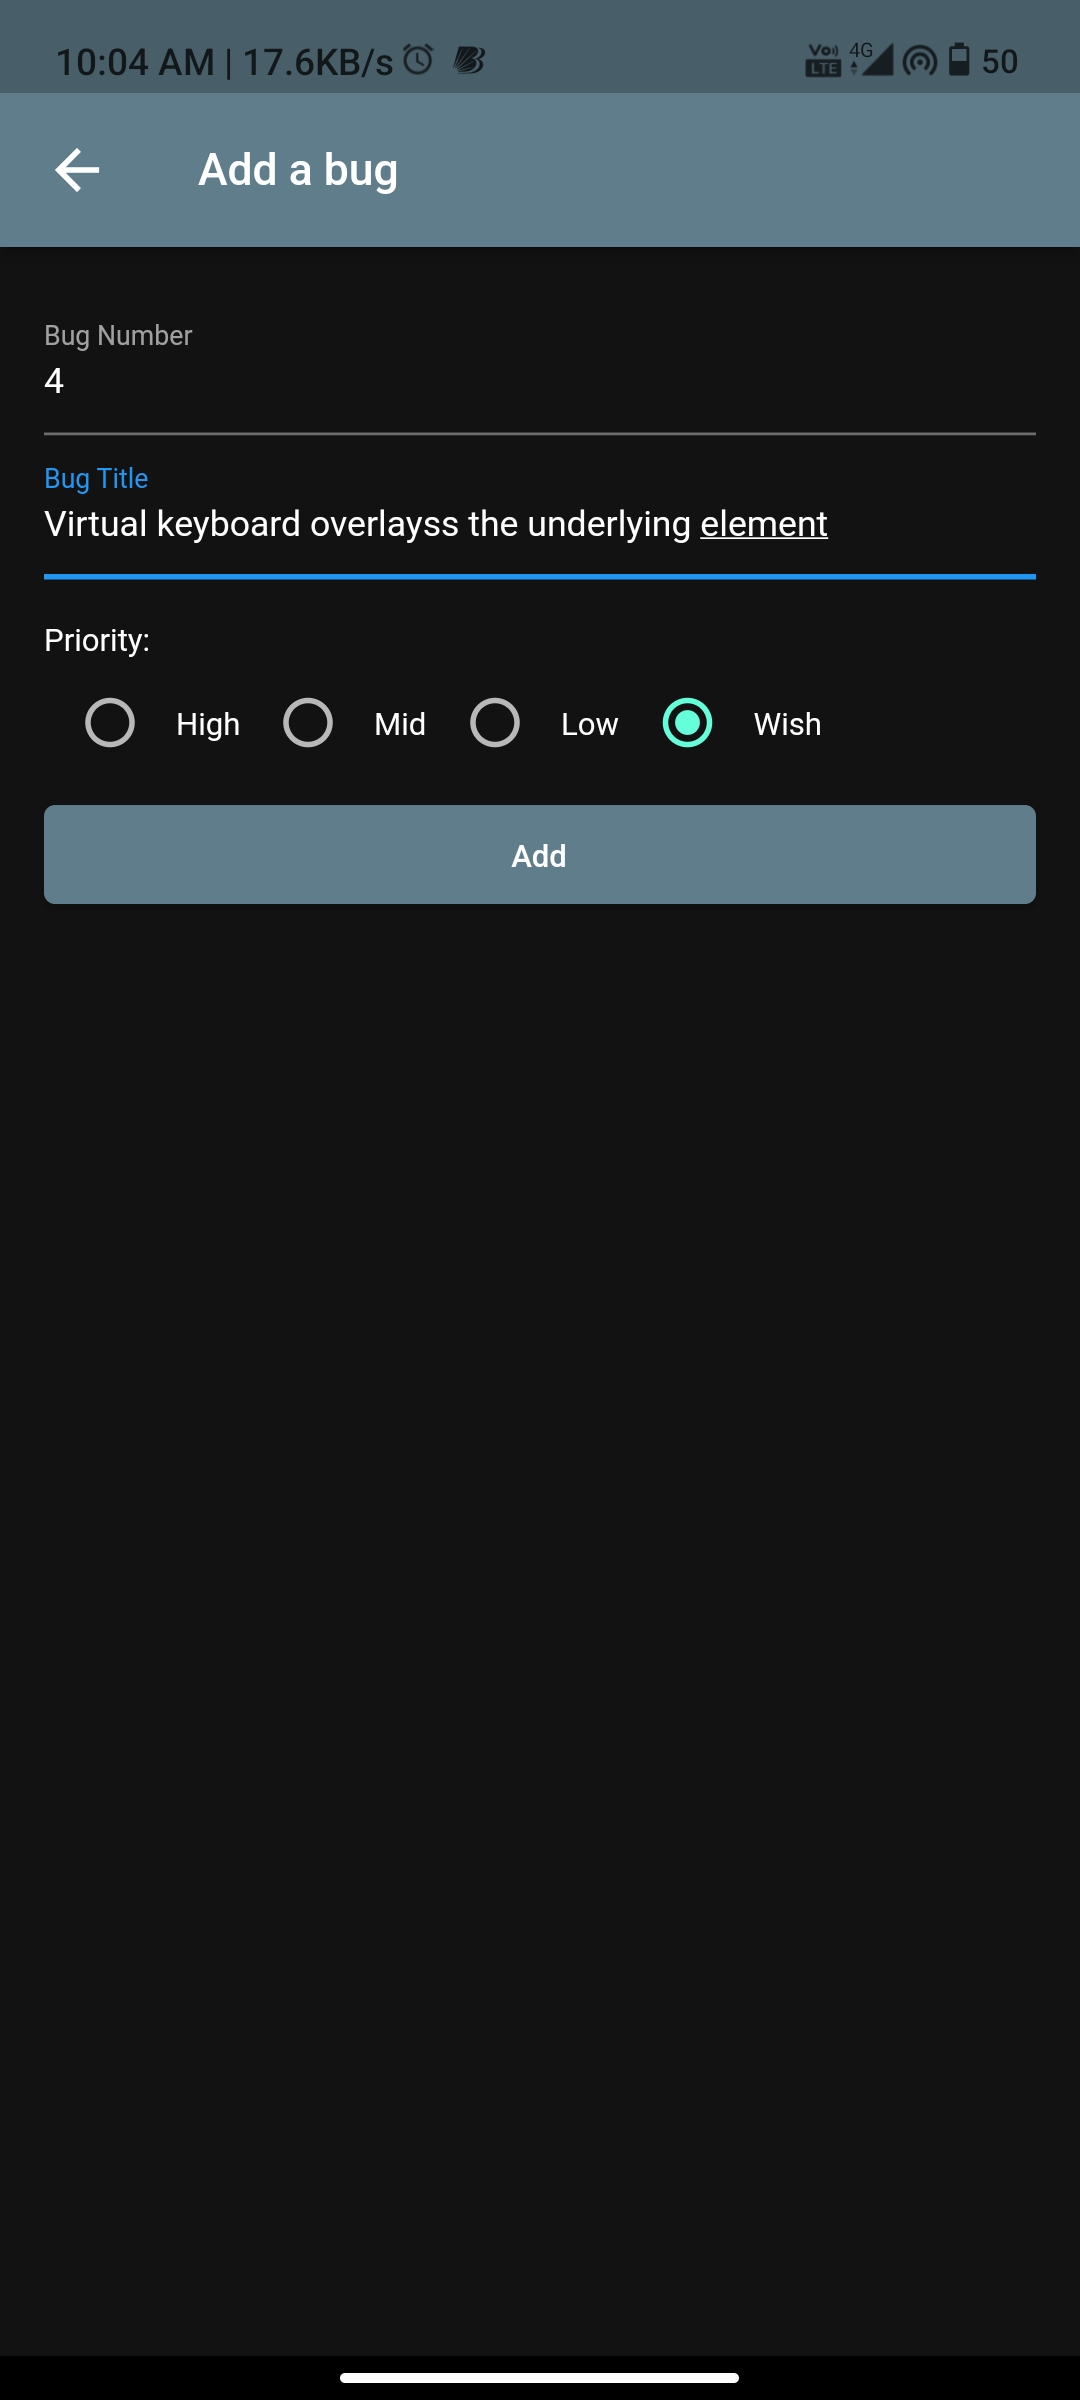 10:04 AM | 17.6KB/s Vo LTE 4G 50
Add a bug
Bug Number
4
Bug Title
Virtual keyboard overlayss the underlying element
Priority:
High Mid Low Wish
Add